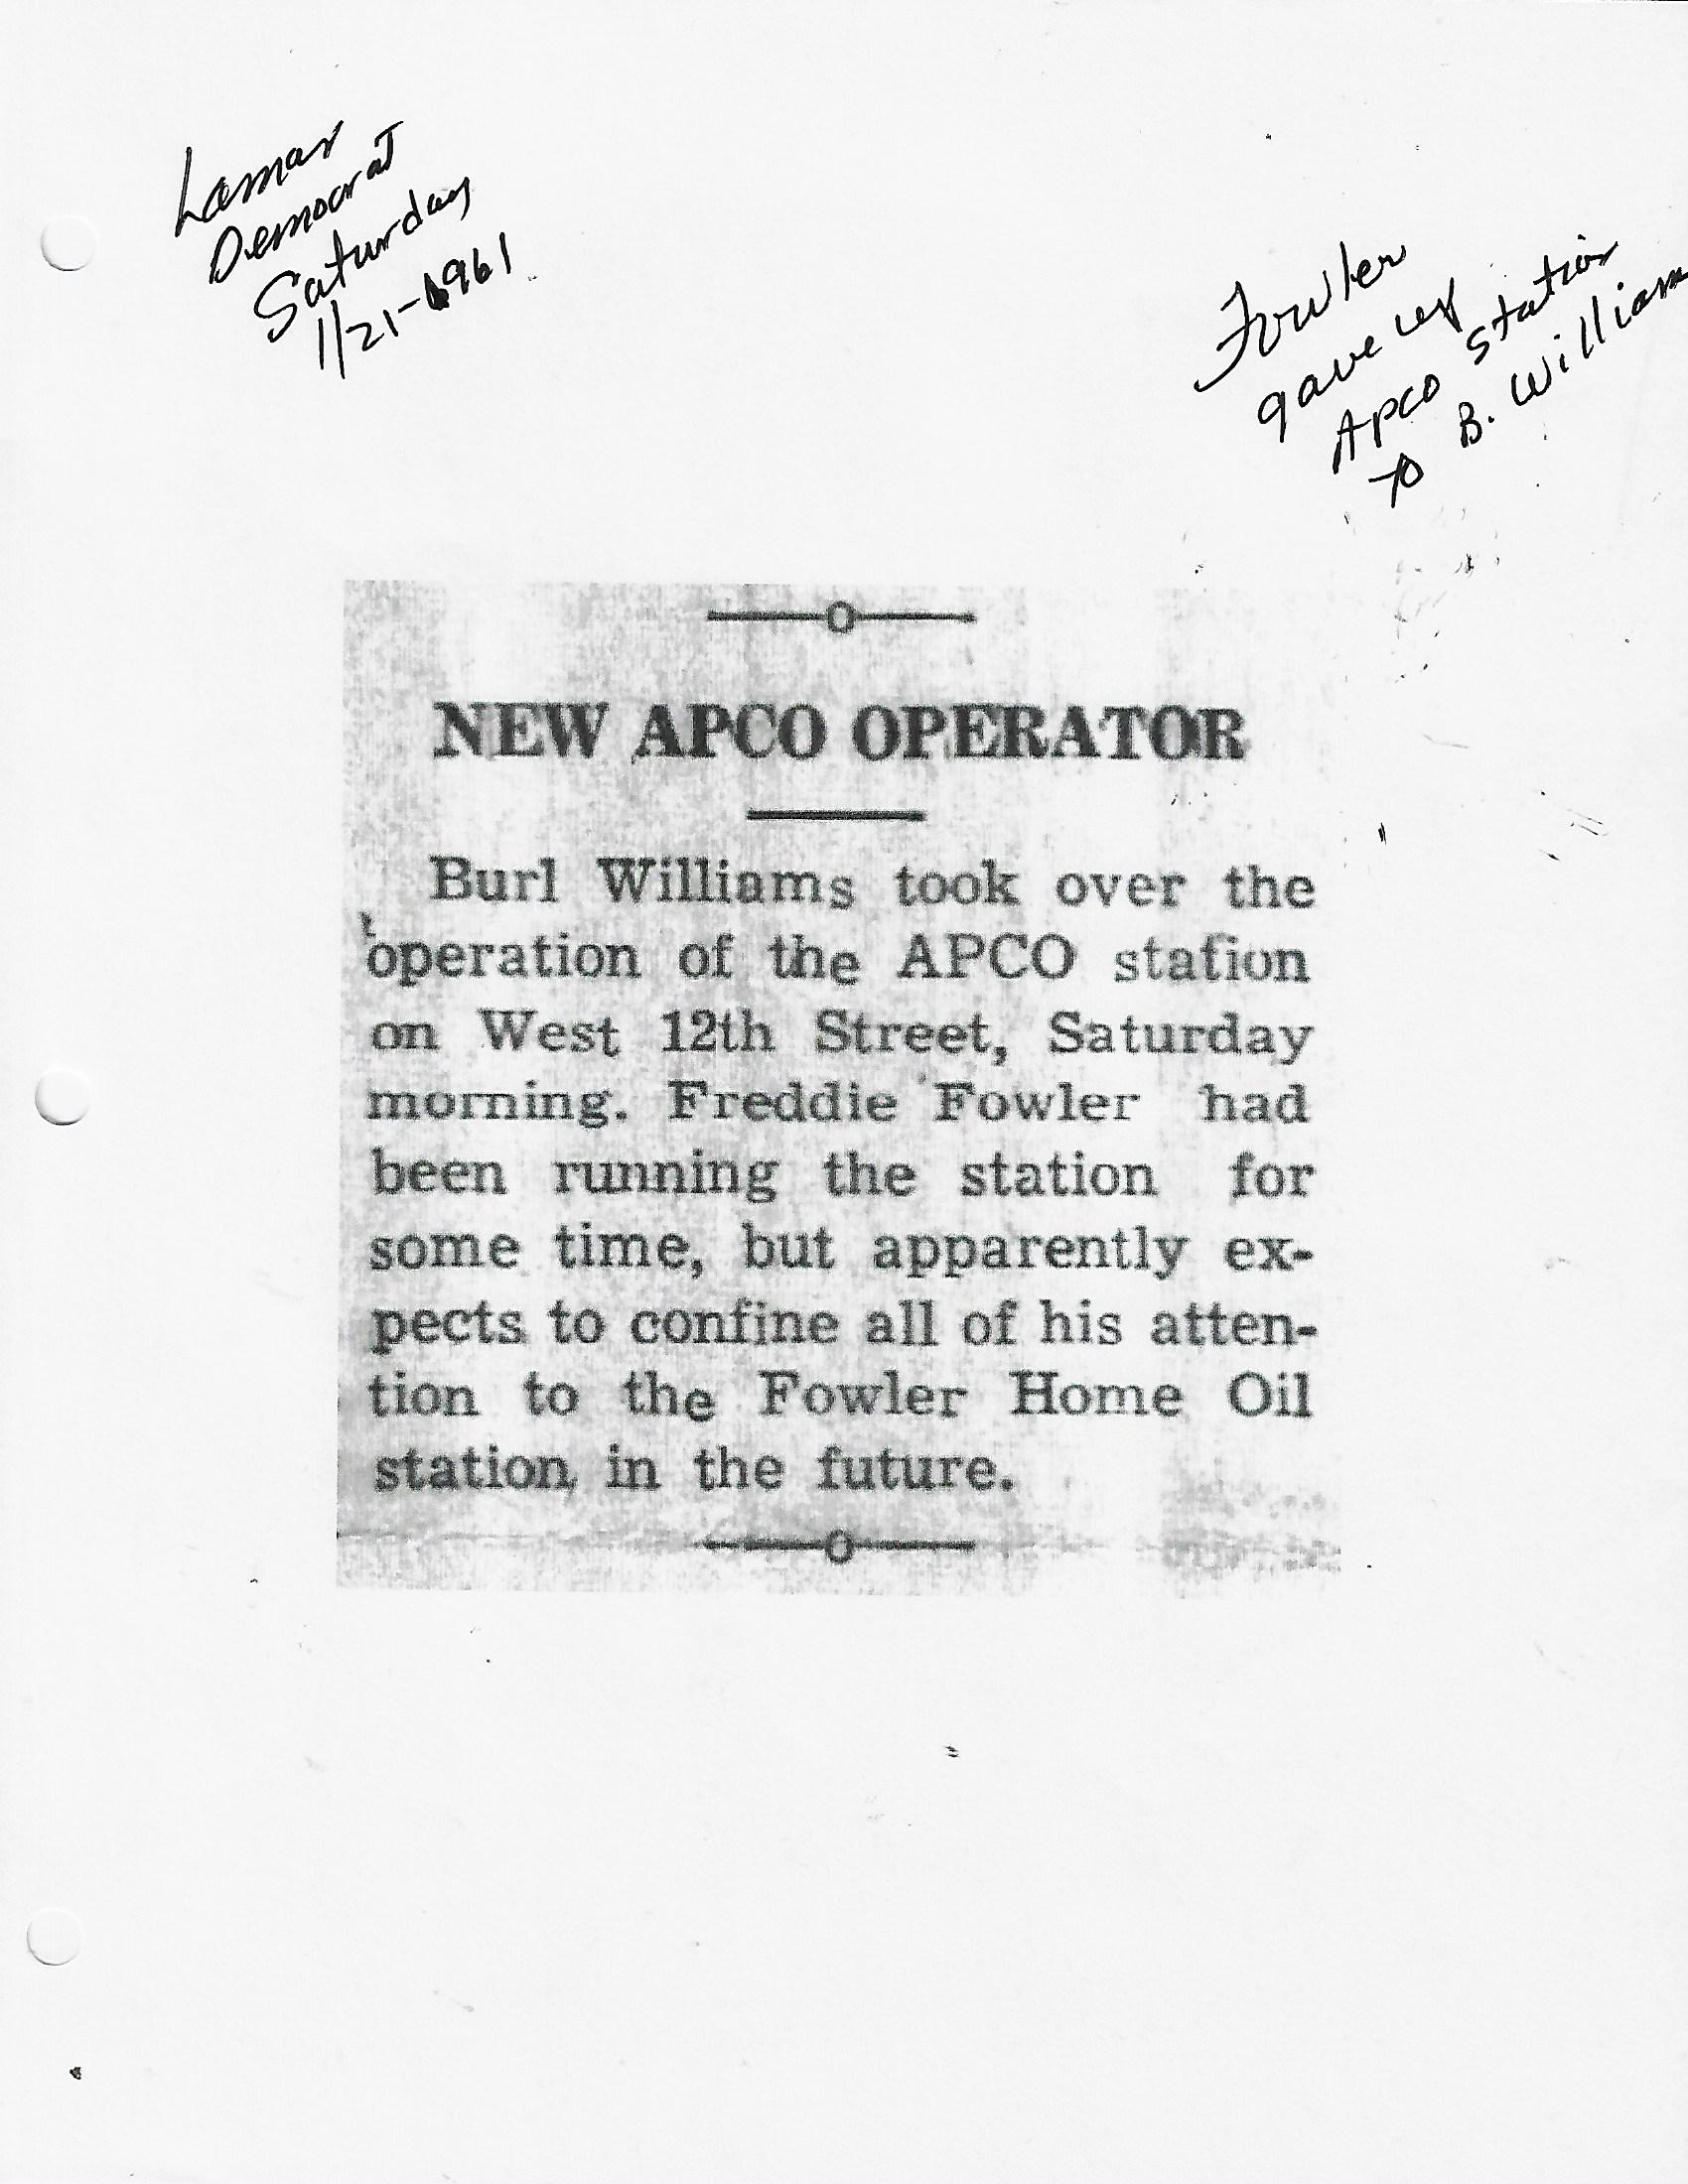 Lamar
Democrat
Saturday
1/21-1961
Fowler
gave up
Apco station
to B. William
NEW APCO OPERATOR
Burl Williams took over the
operation of the APCO station
on West 12th Street, Saturday
morning. Freddie Fowler had
been running the station for
some time, but apparently ex-
pects to confine all of his atten-
tion to the Fowler Home Oil
station in the future.